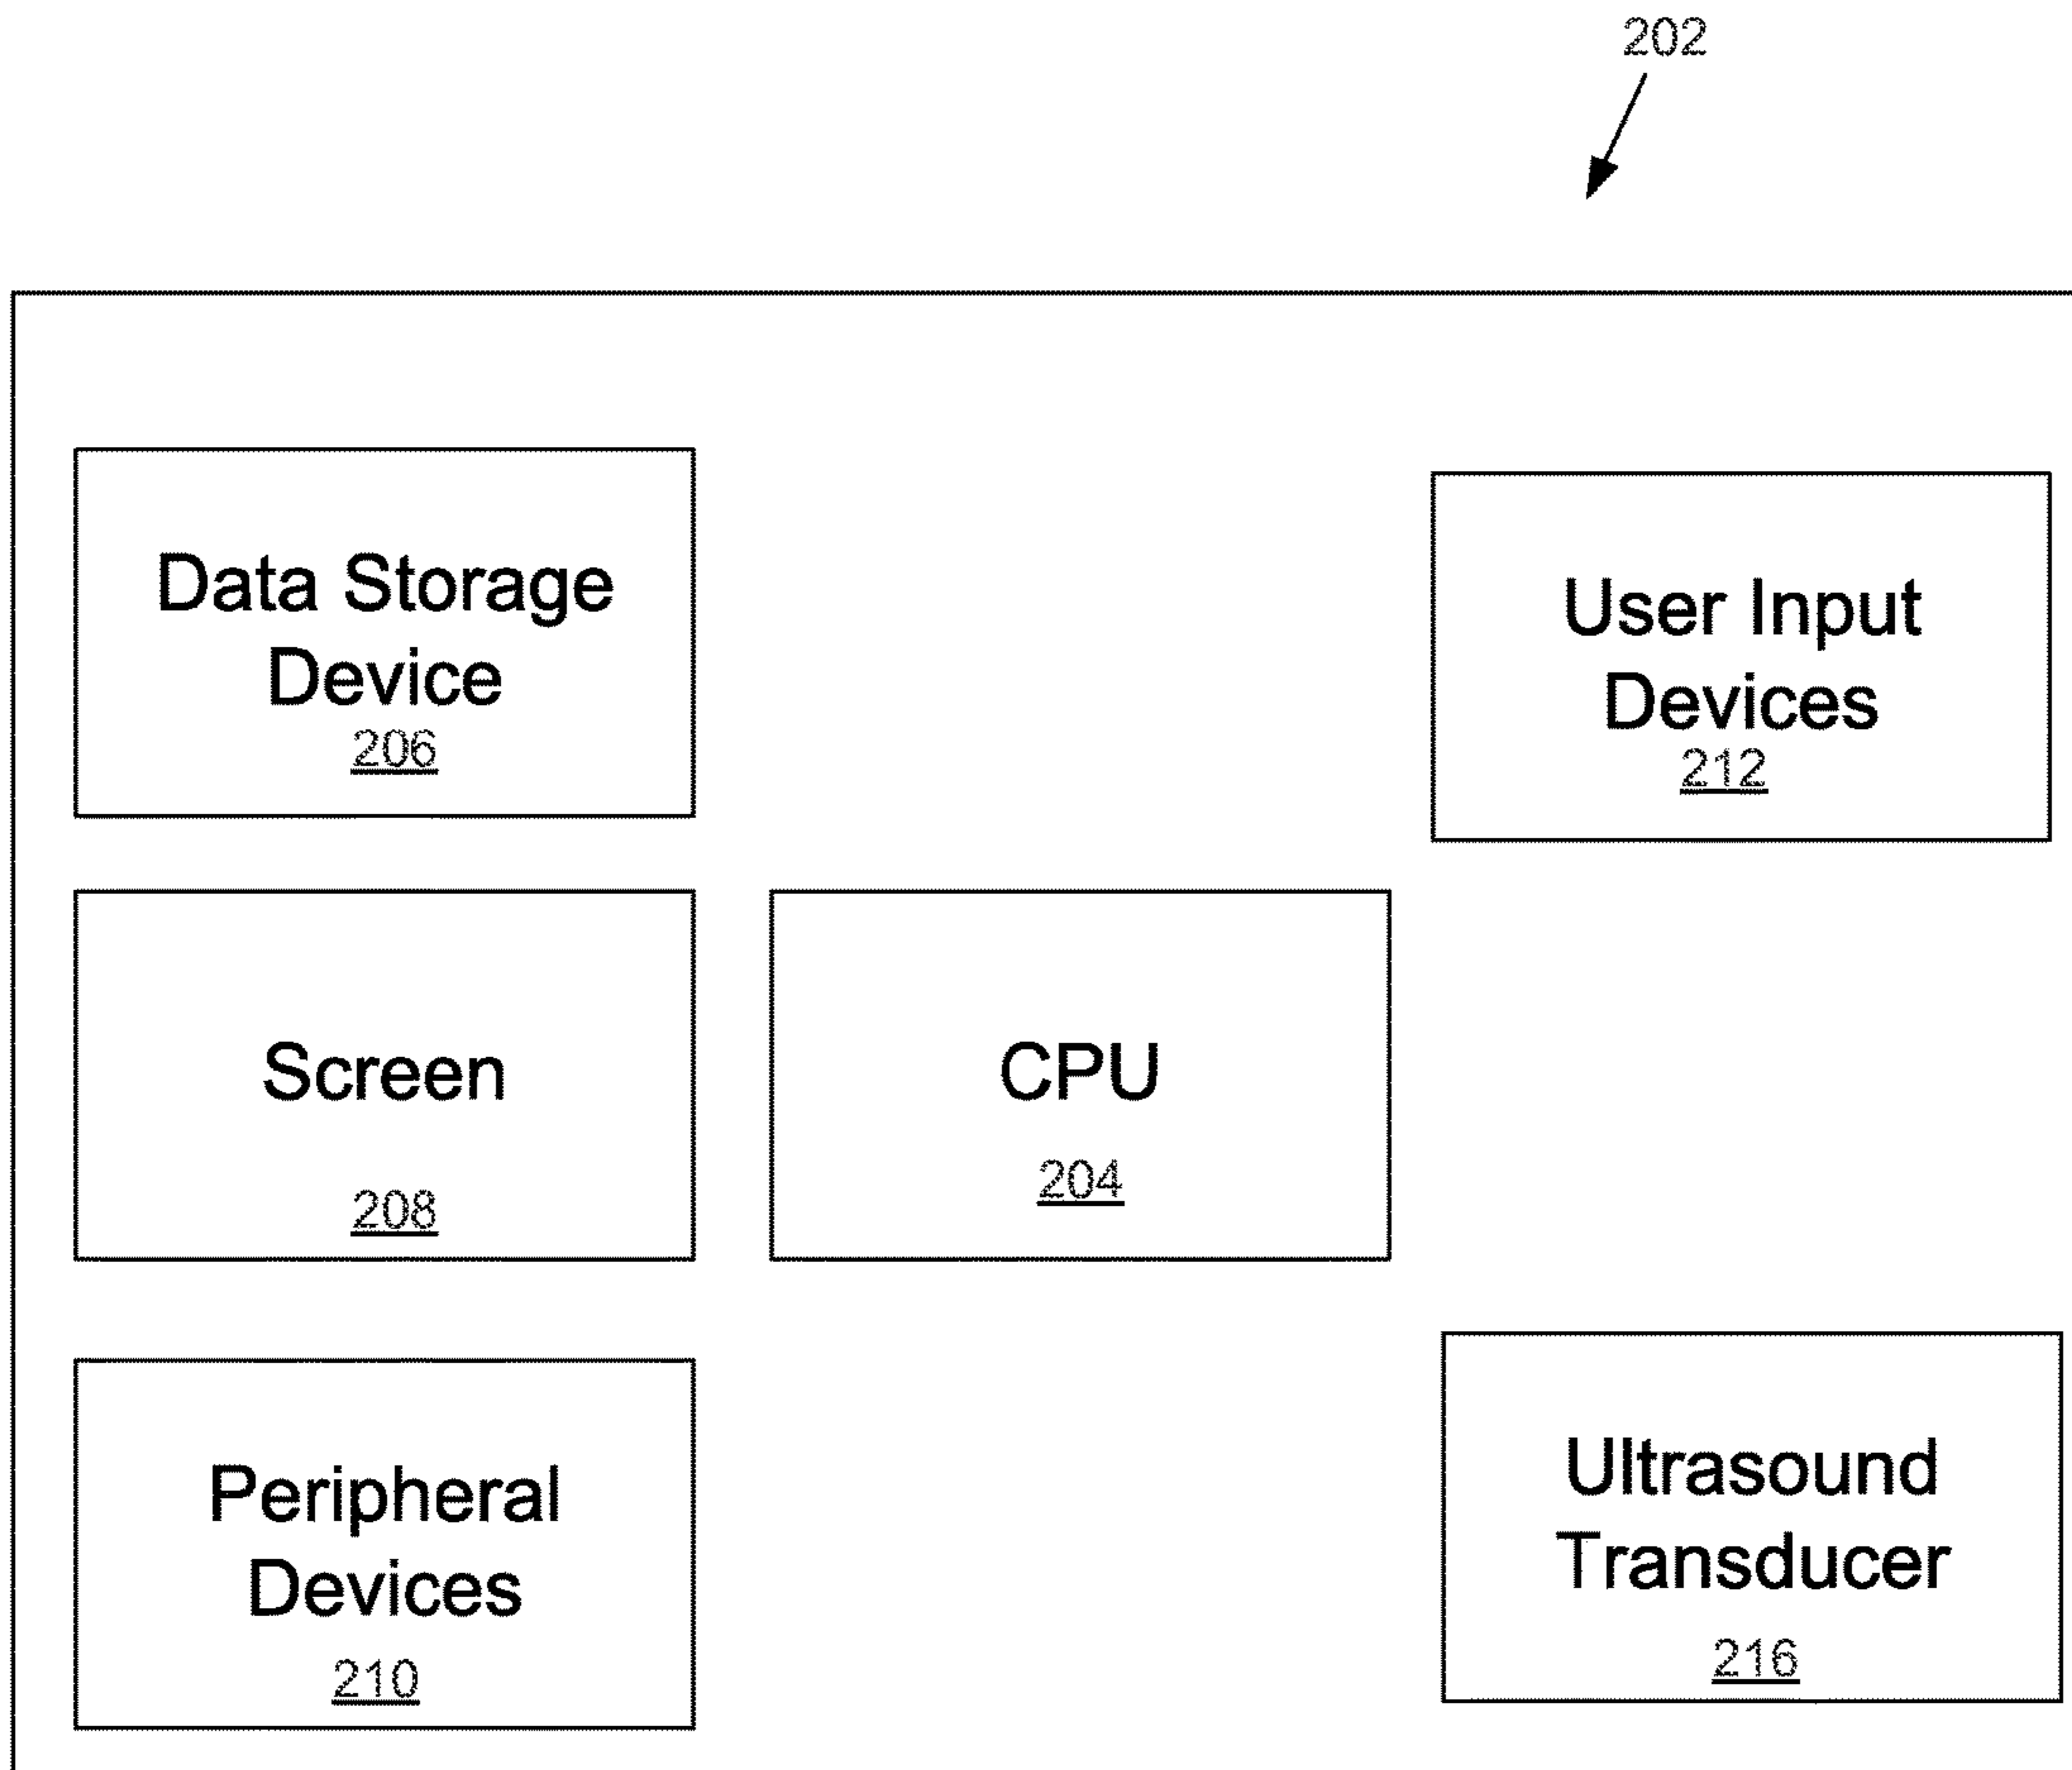 202
Data Storage
Device
206
User Input
Devices
212
Screen
208
CPU
204
Peripheral
Devices
210
Ultrasound
Transducer
216